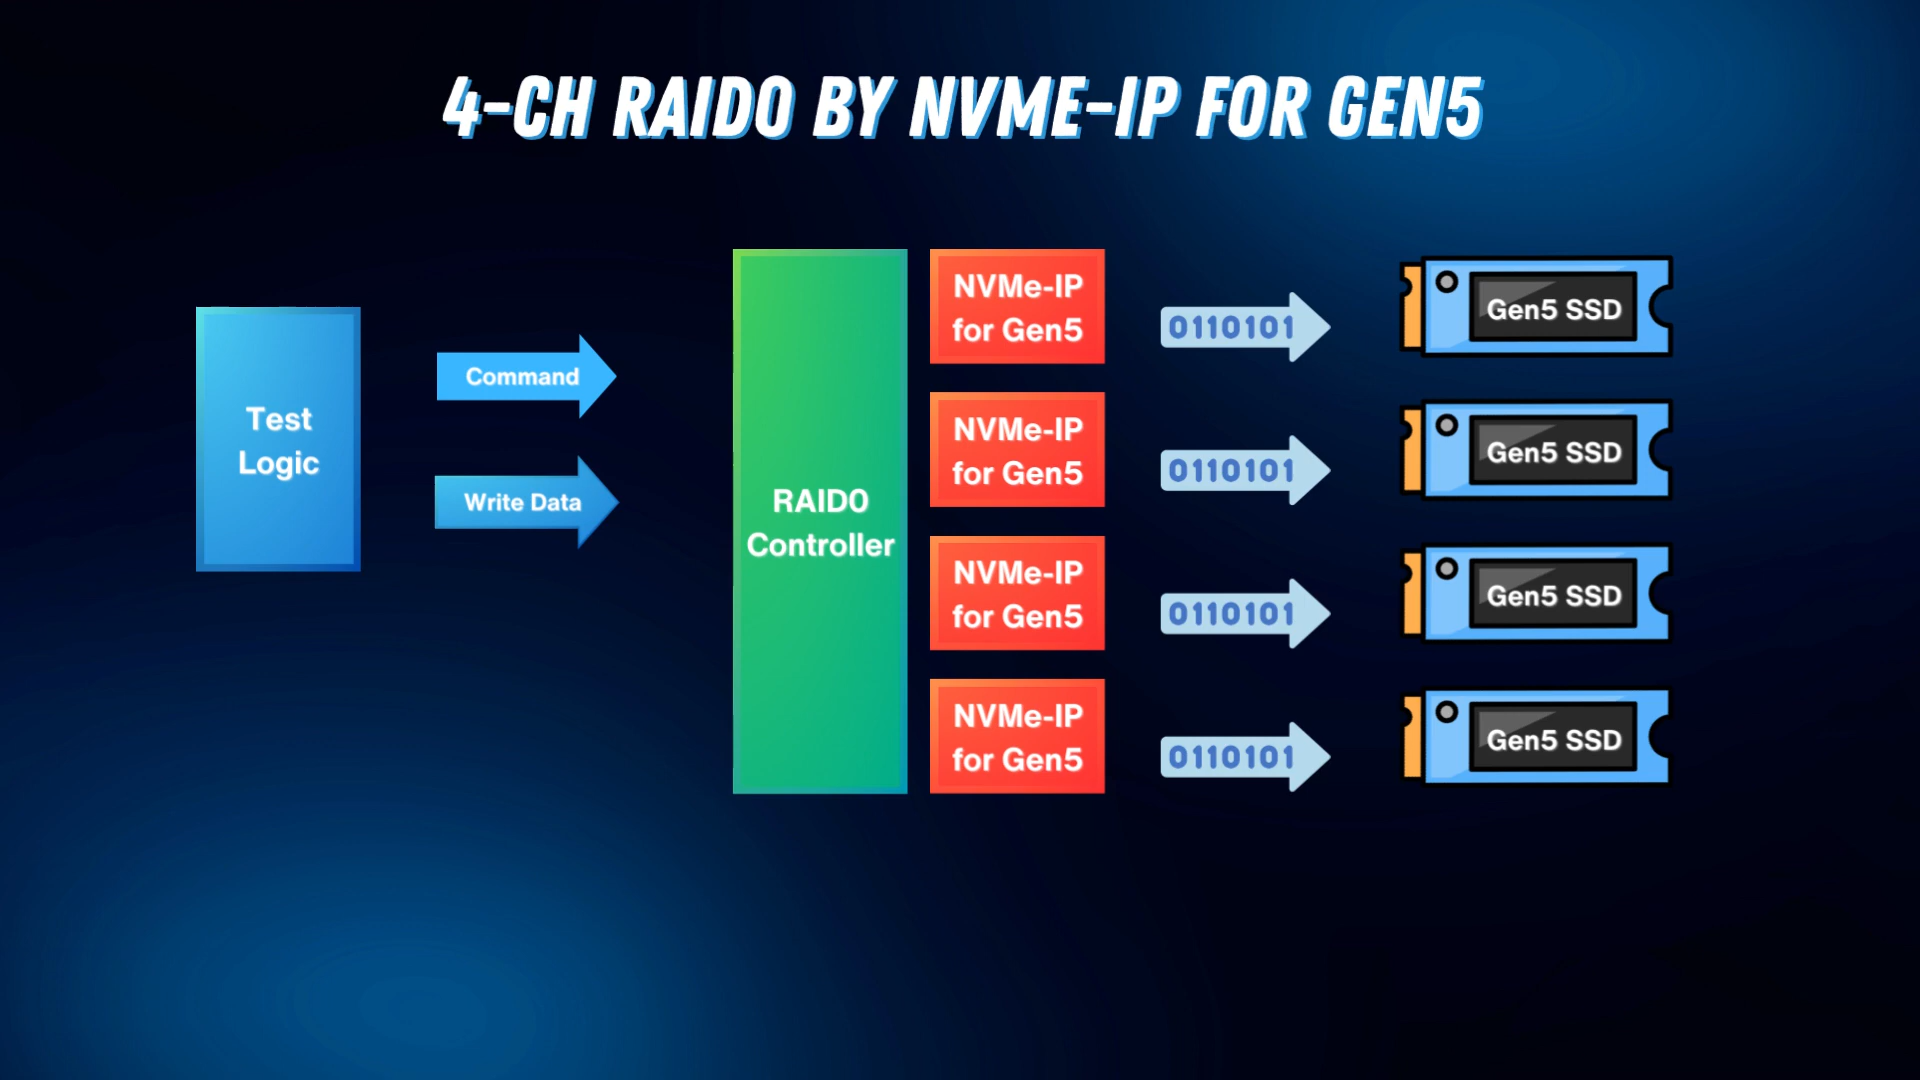 4-CH RAID0 BY NVME-IP FOR GEN5
Test
Logic
Command
Write Data
RAID0
Controller
NVMe-IP
for Gen5
0110101
Gen5 SSD
NVMe-IP
for Gen5
0110101
Gen5 SSD
NVMe-IP
for Gen5
0110101
Gen5 SSD
NVMe-IP
for Gen5
0110101
Gen5 SSD